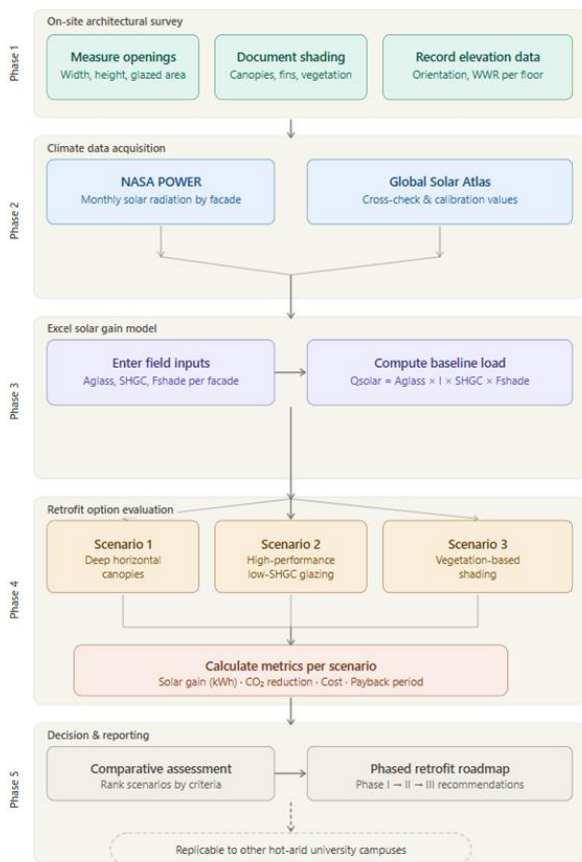 Phase 1
On-site architectural survey
Measure openings
Width, height, glazed area
Document shading
Canopies, fins, vegetation
Record elevation data
Orientation, WWR per floor
Phase 2
Climate data acquisition
NASA POWER
Monthly solar radiation by facade
Global Solar Atlas
Cross-check & calibration values
Phase 3
Excel solar gain model
Enter field inputs
Aglass, SHGC, Fshade per facade
Compute baseline load
Qsolar = Aglass × I × SHGC × Fshade
Phase 4
Retrofit option evaluation
Scenario 1
Deep horizontal
canopies
Scenario 2
High-performance
low-SHGC glazing
Scenario 3
Vegetation-based
shading
Calculate metrics per scenario
Solar gain (kWh) · CO₂ reduction · Cost · Payback period
Phase 5
Decision & reporting
Comparative assessment
Rank scenarios by criteria
Phased retrofit roadmap
Phase I → II → III recommendations
Replicable to other hot-arid university campuses